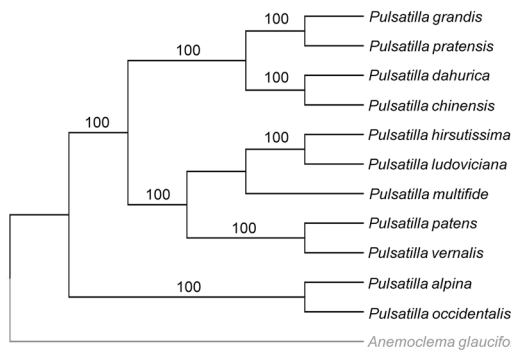 100
Pulsatilla grandis
Pulsatilla pratensis
100
100
Pulsatilla dahurica
Pulsatilla chinensis
100
100
Pulsatilla hirsutissima
Pulsatilla ludoviciana
100
Pulsatilla multifide
100
Pulsatilla patens
Pulsatilla vernalis
100
Pulsatilla alpina
Pulsatilla occidentalis
Anemoclema glaucifo